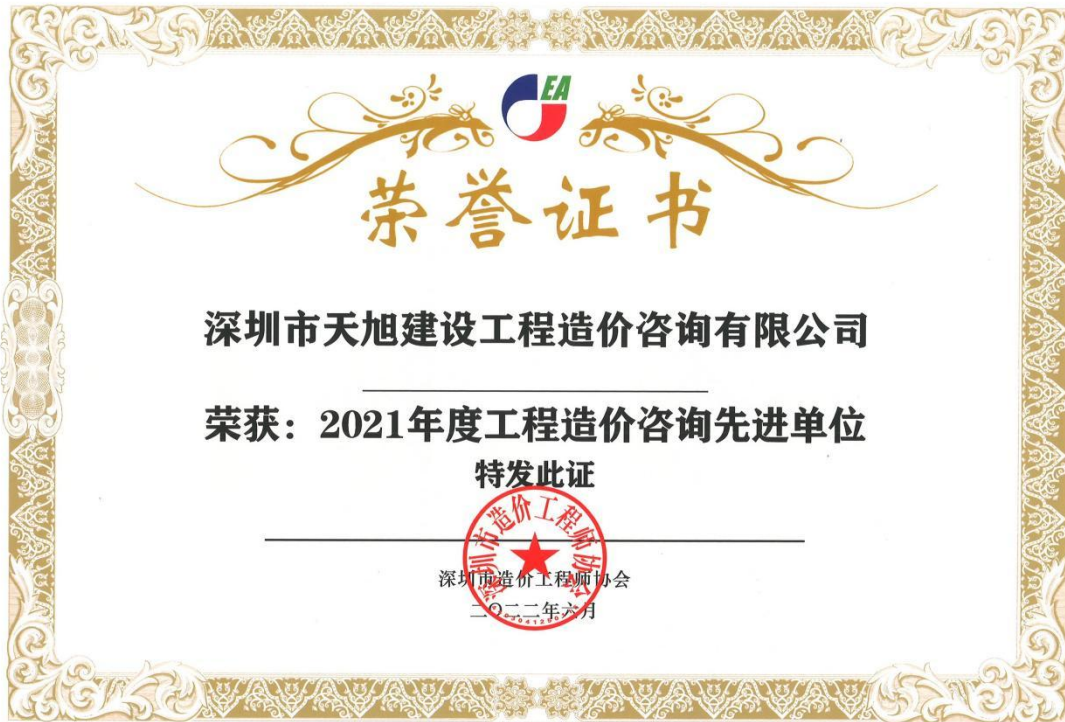 EA
荣誉证书
深圳市天旭建设工程造价咨询有限公司
荣获：2021年度工程造价咨询先进单位
特发此证
深圳市造价工程师协会
深圳市造价工程师协会
二〇二二年六月